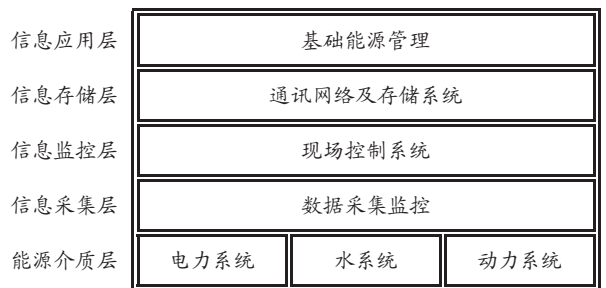 信息应用层 基础能源管理
信息存储层 通讯网络及存储系统
信息监控层 现场控制系统
信息采集层 数据采集监控
能源介质层 电力系统 水系统 动力系统